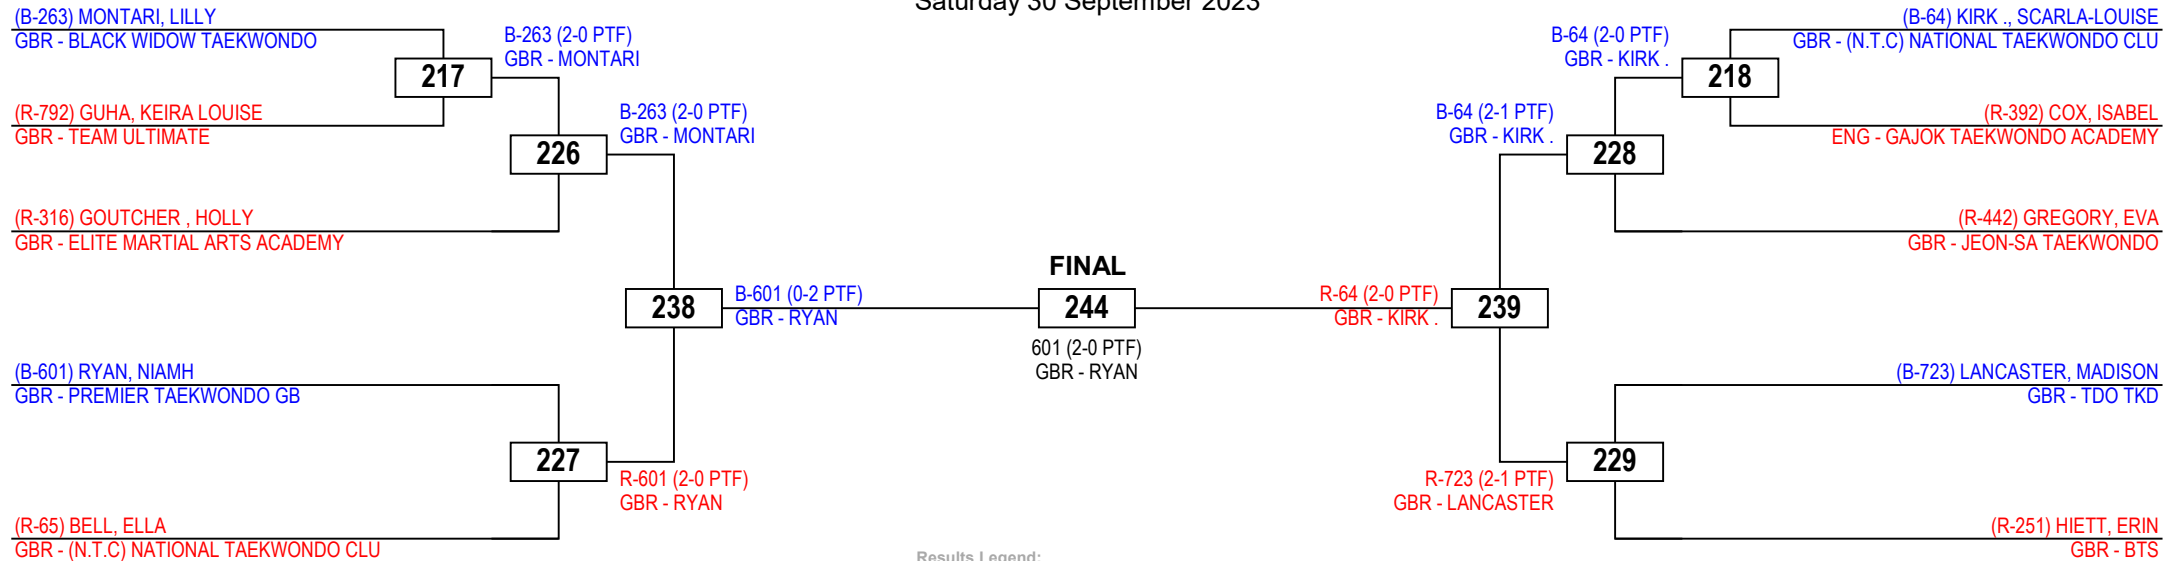 Saturday 30 September 2023
(B-263) MONTARI, LILLY
GBR - BLACK WIDOW TAEKWONDO
217
(R-792) GUHA, KEIRA LOUISE
GBR - TEAM ULTIMATE
B-263 (2-0 PTF)
GBR - MONTARI
226
(R-316) GOUTCHER , HOLLY
GBR - ELITE MARTIAL ARTS ACADEMY
B-263 (2-0 PTF)
GBR - MONTARI
238
(B-601) RYAN, NIAMH
GBR - PREMIER TAEKWONDO GB
227
(R-65) BELL, ELLA
GBR - (N.T.C) NATIONAL TAEKWONDO CLU
R-601 (2-0 PTF)
GBR - RYAN
B-601 (0-2 PTF)
GBR - RYAN
FINAL
244
601 (2-0 PTF)
GBR - RYAN
R-64 (2-0 PTF)
GBR - KIRK .
239
B-64 (2-1 PTF)
GBR - KIRK .
228
B-64 (2-0 PTF)
GBR - KIRK .
218
(B-64) KIRK ., SCARLA-LOUISE
GBR - (N.T.C) NATIONAL TAEKWONDO CLU
(R-392) COX, ISABEL
ENG - GAJOK TAEKWONDO ACADEMY
(R-442) GREGORY, EVA
GBR - JEON-SA TAEKWONDO
R-723 (2-1 PTF)
GBR - LANCASTER
229
(B-723) LANCASTER, MADISON
GBR - TDO TKD
(R-251) HIETT, ERIN
GBR - BTS
Results Legend: